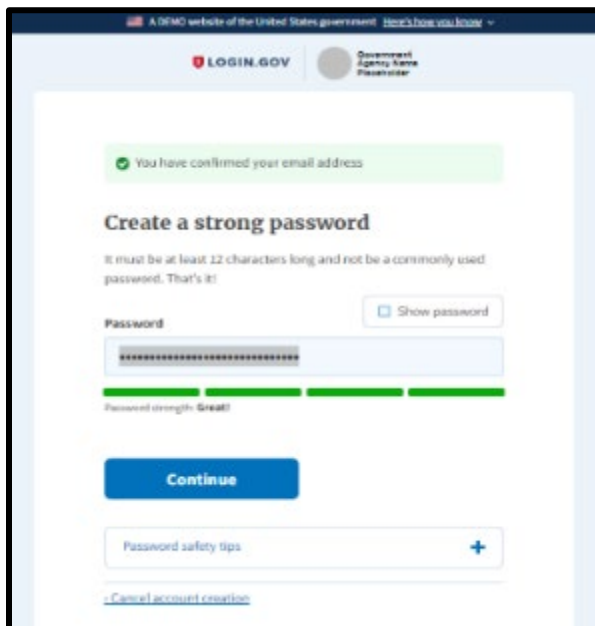 A DEMO website of the United States government Here's how you know
LOGIN.GOV
Government
Agency Name
Placeholder
You have confirmed your email address
Create a strong password
It must be at least 12 characters long and not be a commonly used
password. That's it!
Show password
Password
••••••••••••••••••••••••••••••
Password strength: Great!
Continue
Password safety tips
‹ Cancel account creation